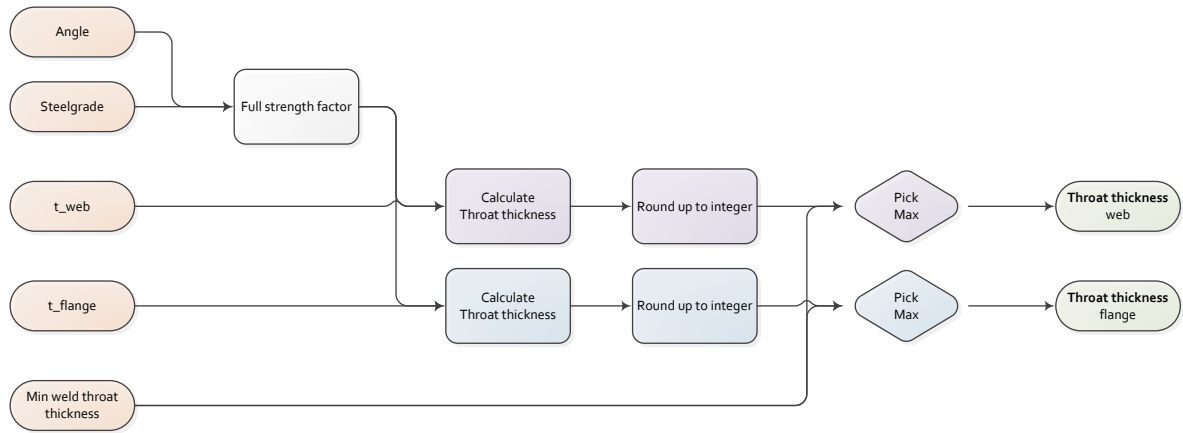 Angle
Steelgrade
Full strength factor
t_web
Calculate
Throat thickness
Round up to integer
Pick
Max
Throat thickness
web
t_flange
Calculate
Throat thickness
Round up to integer
Pick
Max
Throat thickness
flange
Min weld throat
thickness